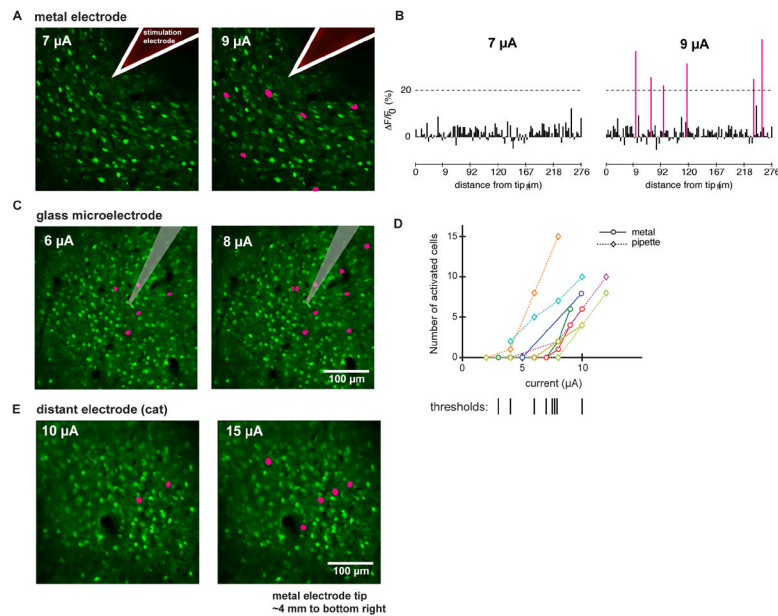 A metal electrode
7 µA
stimulation
electrode
9 µA
B
7 µA
9 µA
ΔF/F0 (%)
20
0
0 9 92 120 167 218 276
distance from tip (m)
0 9 92 120 167 218 276
distance from tip (m)
C glass microelectrode
6 µA
8 µA
100 µm
D
metal
pipette
Number of activated cells
15
10
5
0
0 5 10
current (µA)
thresholds:
E distant electrode (cat)
10 µA
15 µA
100 µm
metal electrode tip
~4 mm to bottom right